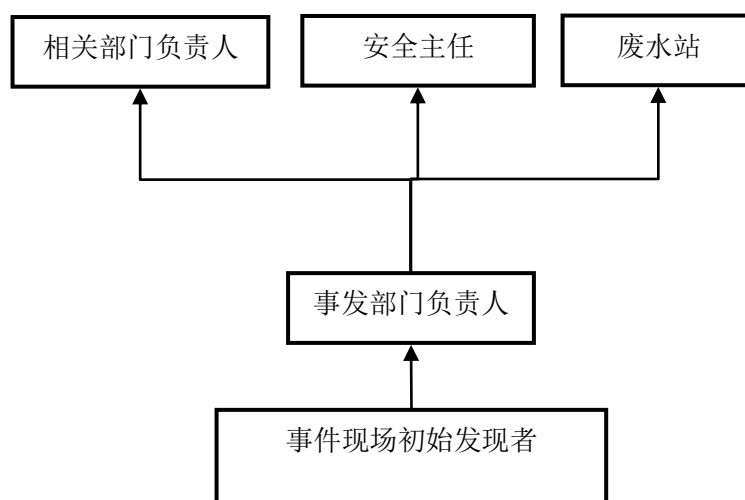 相关部门负责人
安全主任
废水站
事发部门负责人
事件现场初始发现者